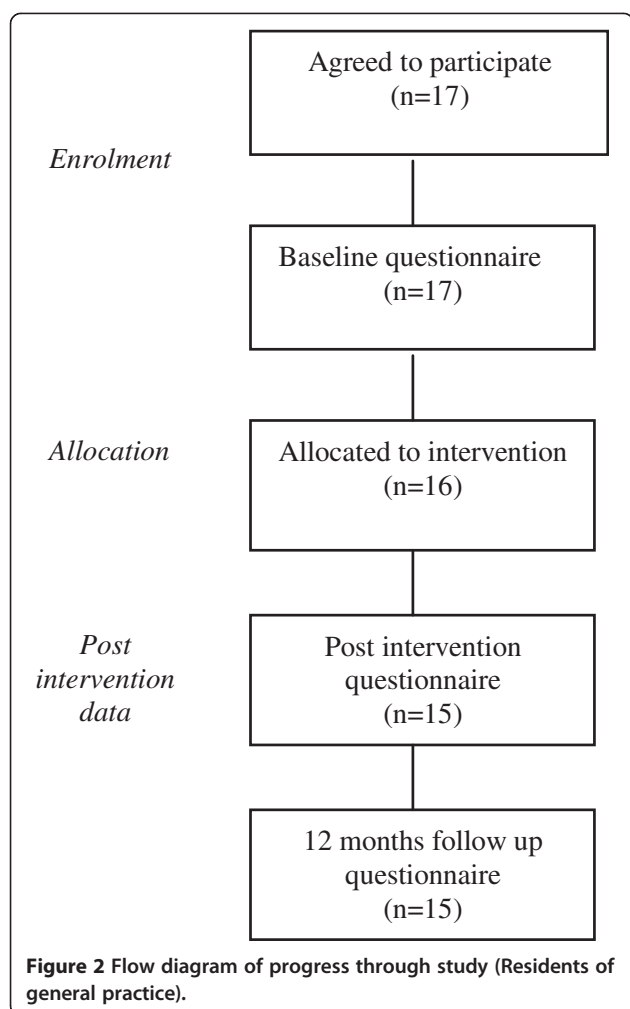 Agreed to participate
(n=17)
Enrolment
Baseline questionnaire
(n=17)
Allocation
Allocated to intervention
(n=16)
Post
intervention
data
Post intervention
questionnaire
(n=15)
12 months follow up
questionnaire
(n=15)
Figure 2 Flow diagram of progress through study (Residents of
general practice).